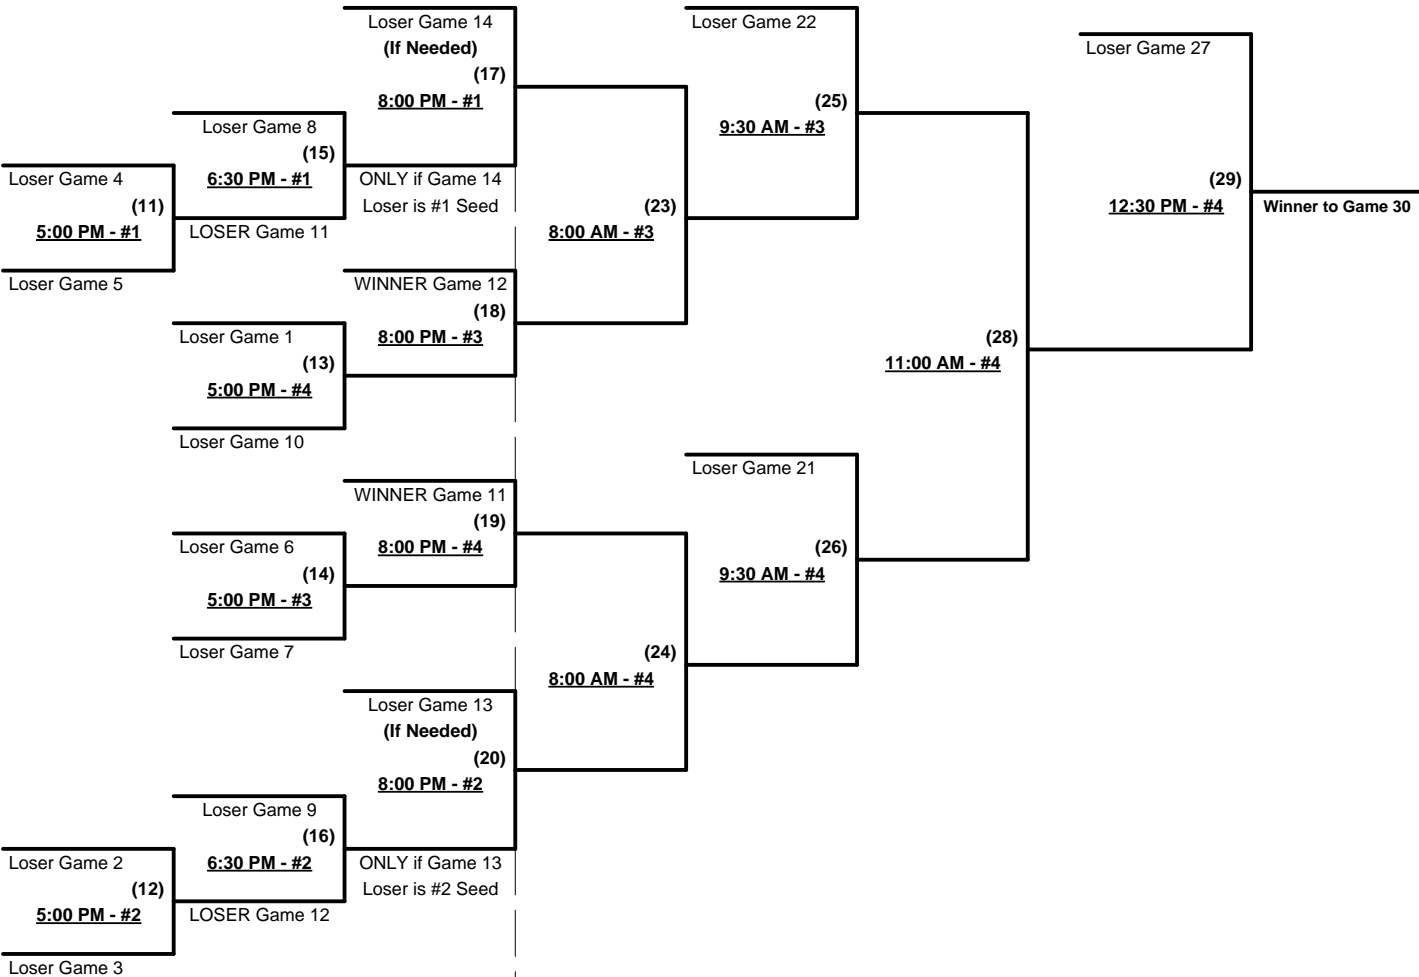 Loser Game 14
(If Needed)
(17)
8:00 PM - #1
Loser Game 22
Loser Game 27
(25)
9:30 AM - #3
Loser Game 8
(15)
6:30 PM - #1
ONLY if Game 14
Loser is #1 Seed
Loser Game 4
(11)
5:00 PM - #1
LOSER Game 11
Loser Game 5
(23)
8:00 AM - #3
(29)
12:30 PM - #4
Winner to Game 30
WINNER Game 12
(18)
8:00 PM - #3
Loser Game 1
(13)
5:00 PM - #4
Loser Game 10
(28)
11:00 AM - #4
WINNER Game 11
(19)
8:00 PM - #4
Loser Game 21
(26)
9:30 AM - #4
Loser Game 6
(14)
5:00 PM - #3
Loser Game 7
(24)
8:00 AM - #4
Loser Game 13
(If Needed)
(20)
8:00 PM - #2
Loser Game 9
(16)
6:30 PM - #2
ONLY if Game 13
Loser is #2 Seed
Loser Game 2
(12)
5:00 PM - #2
LOSER Game 12
Loser Game 3